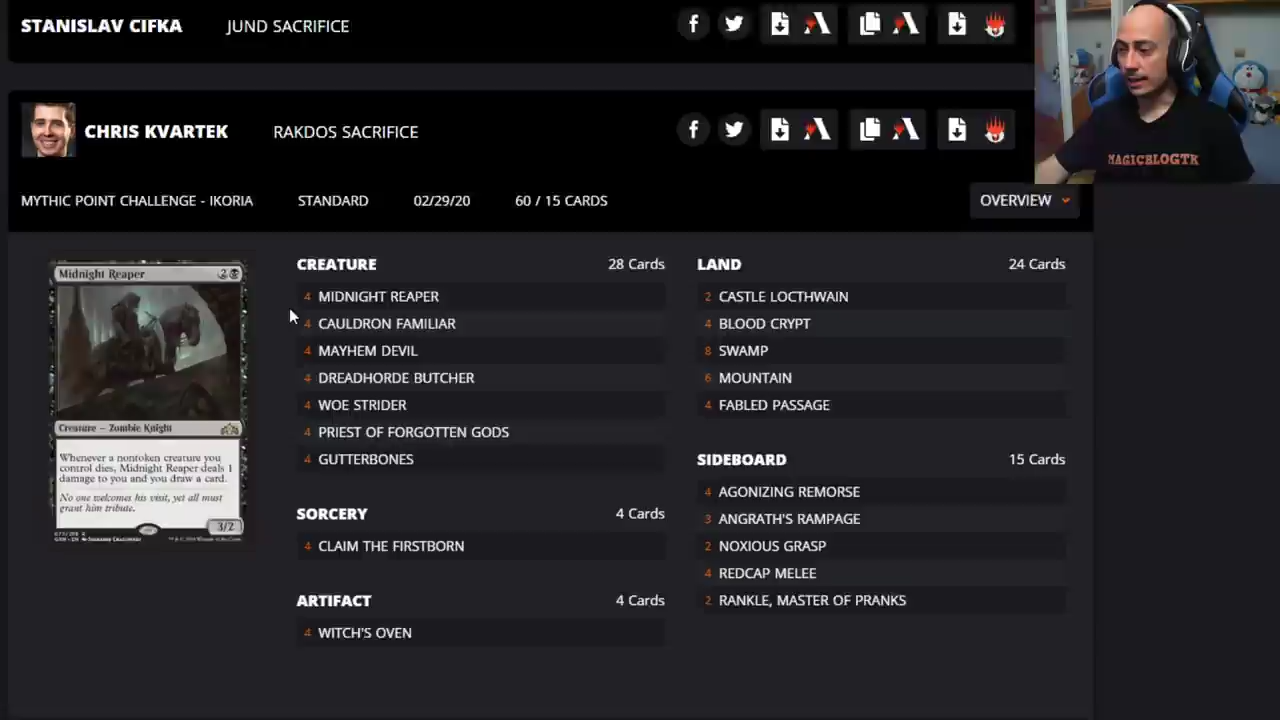 STANISLAV CIFKA JUND SACRIFICE
CHRIS KVARTEK RAKDOS SACRIFICE
MAGICBLOGTK
MYTHIC POINT CHALLENGE - IKORIA STANDARD 02/29/20 60 / 15 CARDS OVERVIEW
Midnight Reaper 2
Creature – Zombie Knight
Whenever a nontoken creature you
control dies, Midnight Reaper deals 1
damage to you and you draw a card.
No one welcomes his visit, yet all must
grant him tribute.
3/2
CREATURE 28 Cards
4 MIDNIGHT REAPER
4 CAULDRON FAMILIAR
4 MAYHEM DEVIL
4 DREADHORDE BUTCHER
4 WOE STRIDER
4 PRIEST OF FORGOTTEN GODS
4 GUTTERBONES
SORCERY 4 Cards
4 CLAIM THE FIRSTBORN
ARTIFACT 4 Cards
4 WITCH'S OVEN
LAND 24 Cards
2 CASTLE LOCTHWAIN
4 BLOOD CRYPT
8 SWAMP
6 MOUNTAIN
4 FABLED PASSAGE
SIDEBOARD 15 Cards
4 AGONIZING REMORSE
3 ANGRATH'S RAMPAGE
2 NOXIOUS GRASP
4 REDCAP MELEE
2 RANKLE, MASTER OF PRANKS